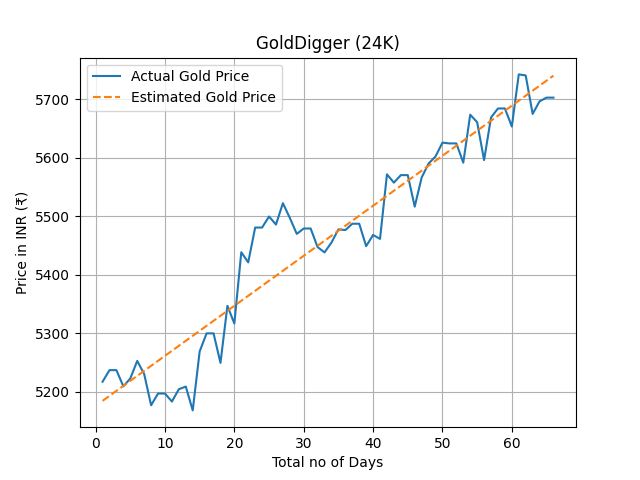 GoldDigger (24K)
Actual Gold Price
Estimated Gold Price
Price in INR (₹)
5700
5600
5500
5400
5300
5200
0 10 20 30 40 50 60
Total no of Days